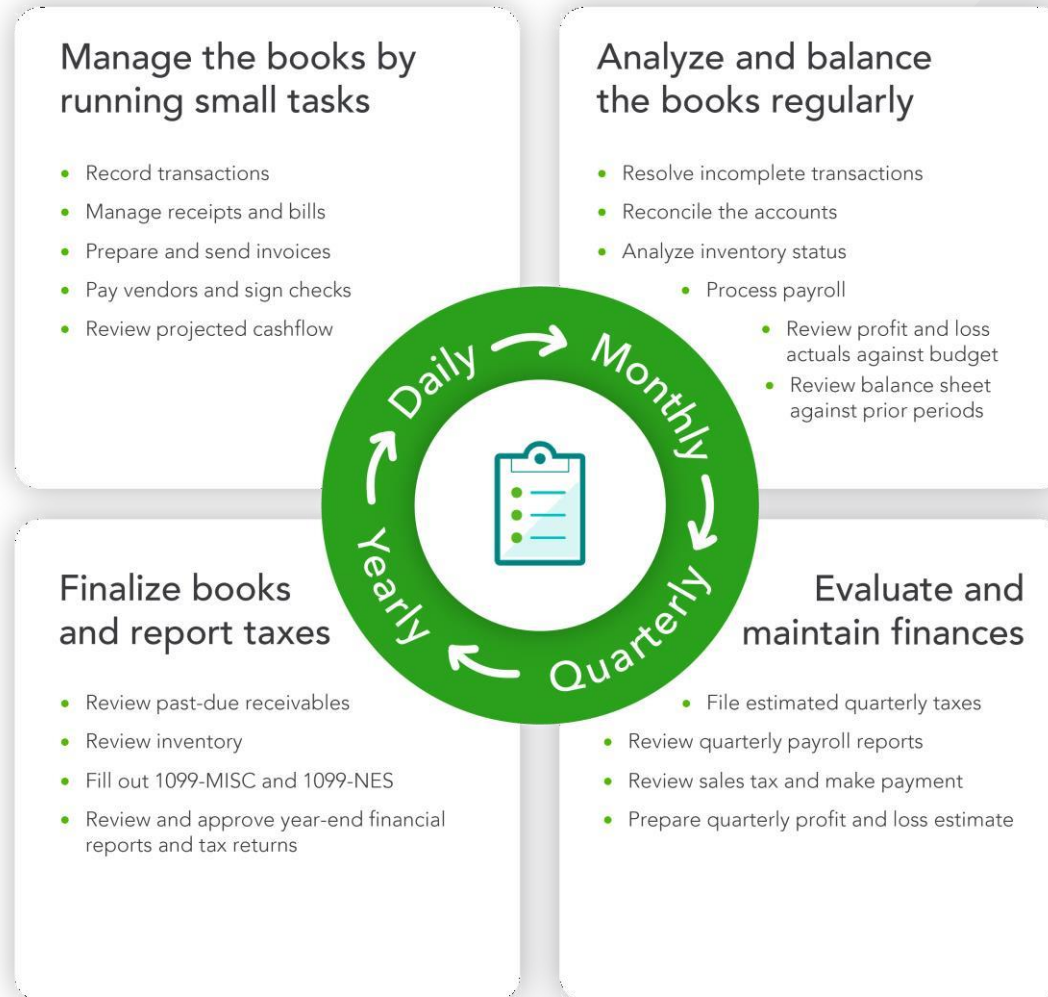 Manage the books by
running small tasks
Record transactions
Manage receipts and bills
Prepare and send invoices
Pay vendors and sign checks
Review projected cashflow
Analyze and balance
the books regularly
Resolve incomplete transactions
Reconcile the accounts
Analyze inventory status
Process payroll
Review profit and loss
actuals against budget
Review balance sheet
against prior periods
Daily
Monthly
Quarterly
Yearly
Finalize books
and report taxes
Review past-due receivables
Review inventory
Fill out 1099-MISC and 1099-NES
Review and approve year-end financial
reports and tax returns
Evaluate and
maintain finances
File estimated quarterly taxes
Review quarterly payroll reports
Review sales tax and make payment
Prepare quarterly profit and loss estimate